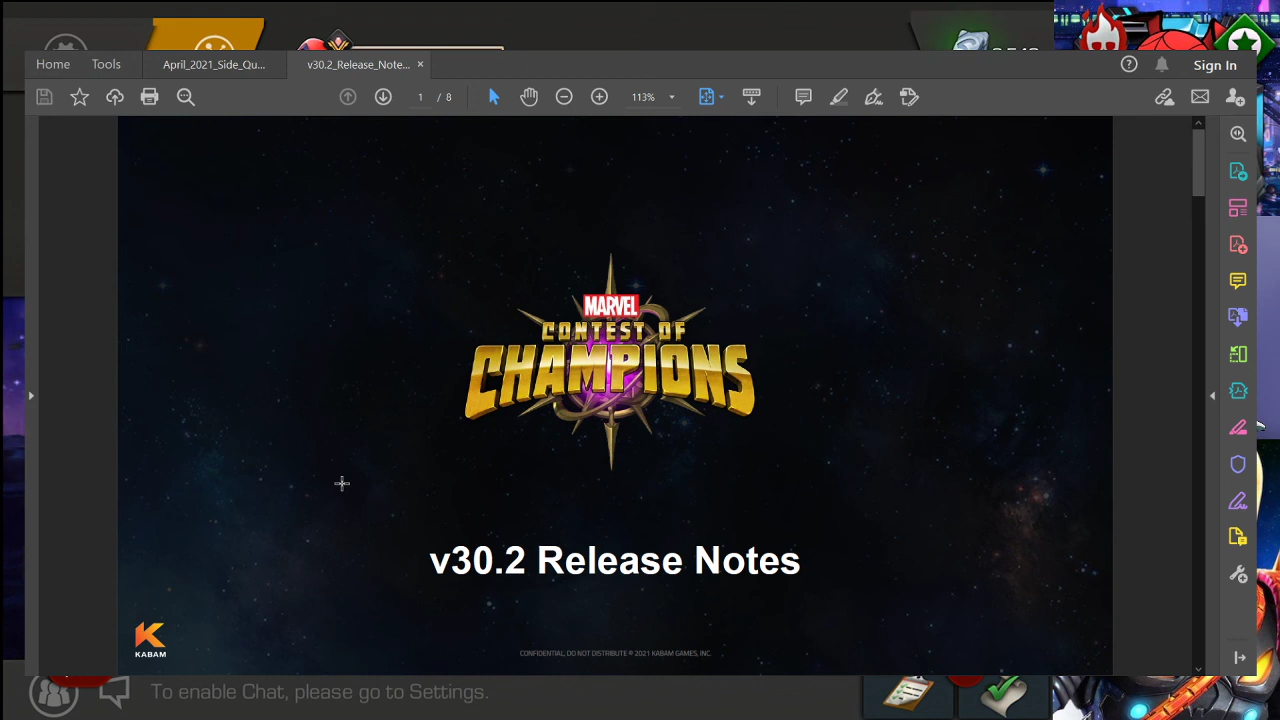 Home
Tools
April_2021_Side_Qu...
v30.2_Release_Note...
Sign In
1 / 8
113%
MARVEL
CONTEST OF
CHAMPIONS
v30.2 Release Notes
KABAM
CONFIDENTIAL, DO NOT DISTRIBUTE © 2021 KABAM GAMES, INC.
To enable Chat, please go to Settings.